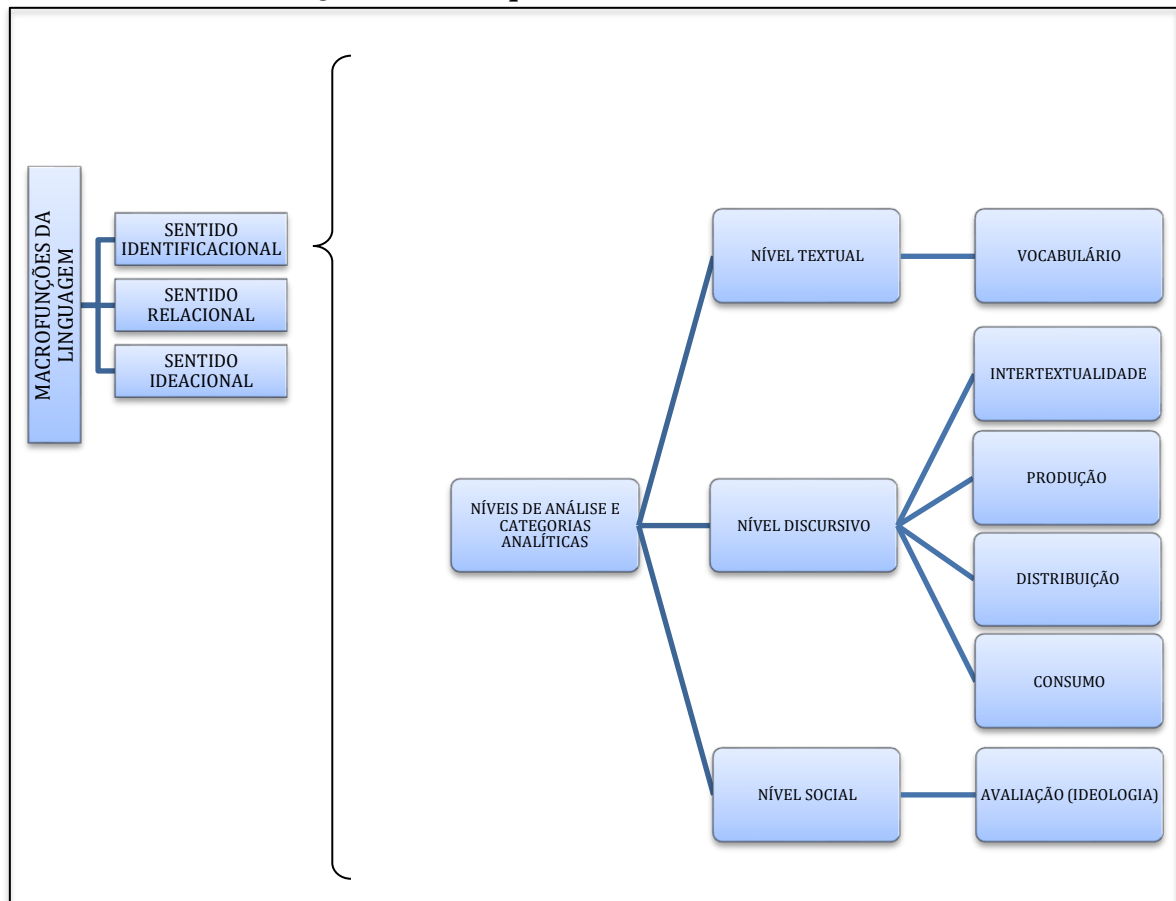 MACROFUNÇÕES DA
LINGUAGEM
SENTIDO
IDENTIFICACIONAL
SENTIDO
RELACIONAL
SENTIDO
IDEACIONAL
NÍVEIS DE ANÁLISE E
CATEGORIAS
ANALÍTICAS
NÍVEL TEXTUAL
VOCABULÁRIO
NÍVEL DISCURSIVO
INTERTEXTUALIDADE
PRODUÇÃO
DISTRIBUIÇÃO
CONSUMO
NÍVEL SOCIAL
AVALIAÇÃO (IDEOLOGIA)